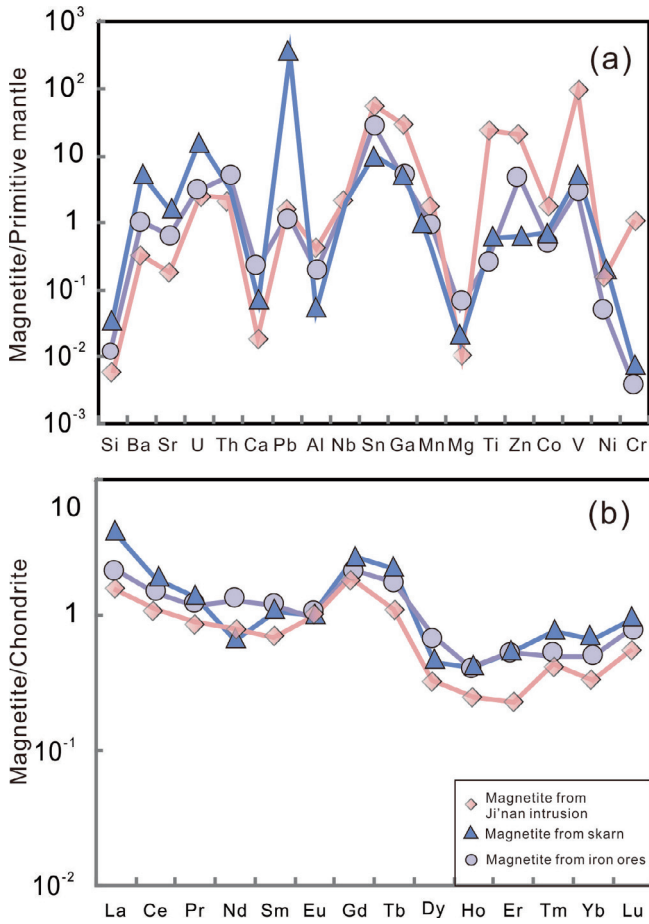 (a)
Magnetite/Primitive mantle
10³
10²
10
1
10⁻¹
10⁻²
10⁻³
Si Ba Sr U Th Ca Pb Al Nb Sn Ga Mn Mg Ti Zn Co V Ni Cr
(b)
Magnetite/Chondrite
10
1
10⁻¹
10⁻²
Magnetite from
Ji'nan intrusion
Magnetite from skarn
Magnetite from iron ores
La Ce Pr Nd Sm Eu Gd Tb Dy Ho Er Tm Yb Lu